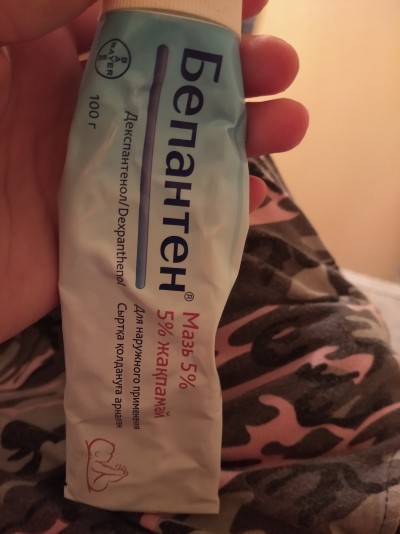 BAYER
100 г
Бепантен®
Декспантенол/Dexpanthenol
Мазь 5%
5% жақпамай
Для наружного применения
Сыртқа қолдануға арналған